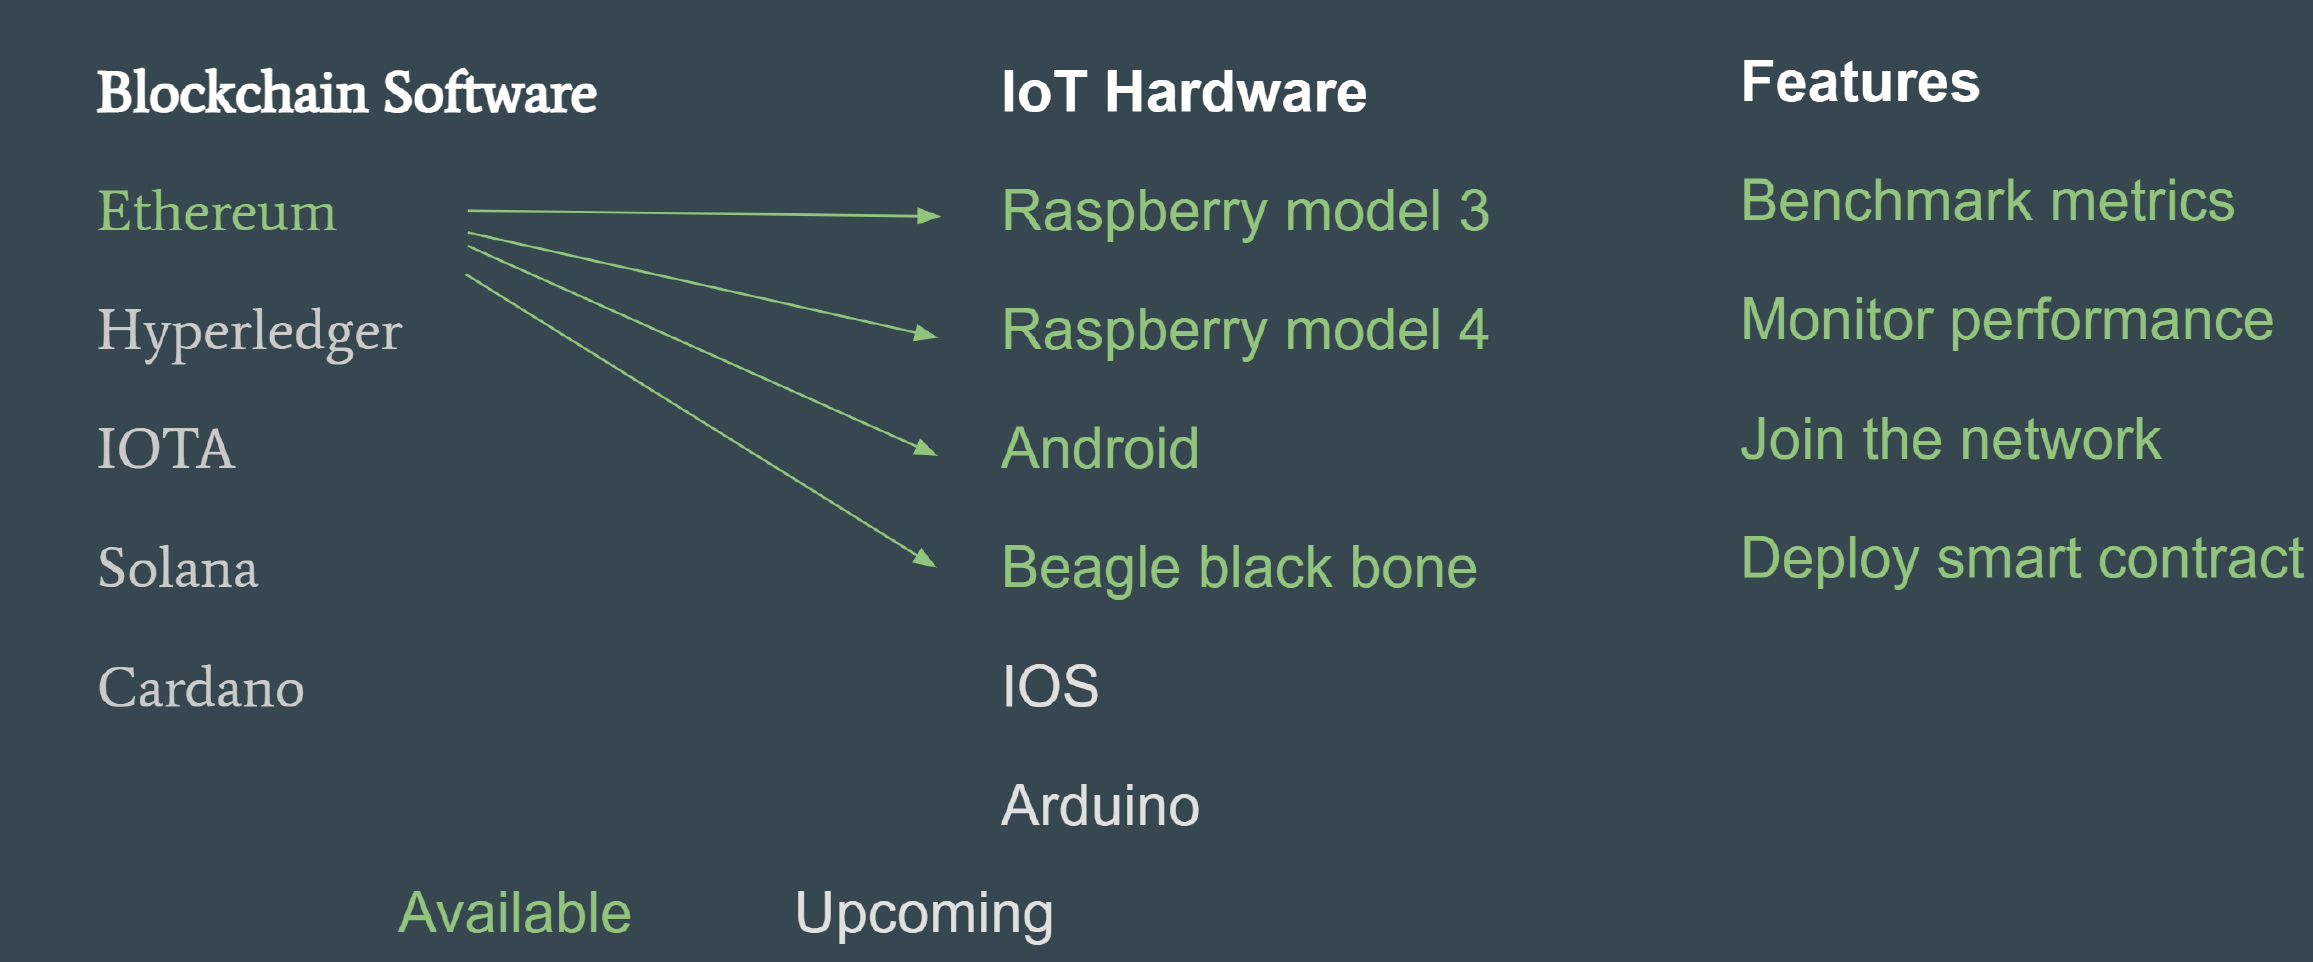 Blockchain Software
Ethereum
Hyperledger
IOTA
Solana
Cardano
IoT Hardware
Raspberry model 3
Raspberry model 4
Android
Beagle black bone
IOS
Arduino
Features
Benchmark metrics
Monitor performance
Join the network
Deploy smart contract
Available
Upcoming